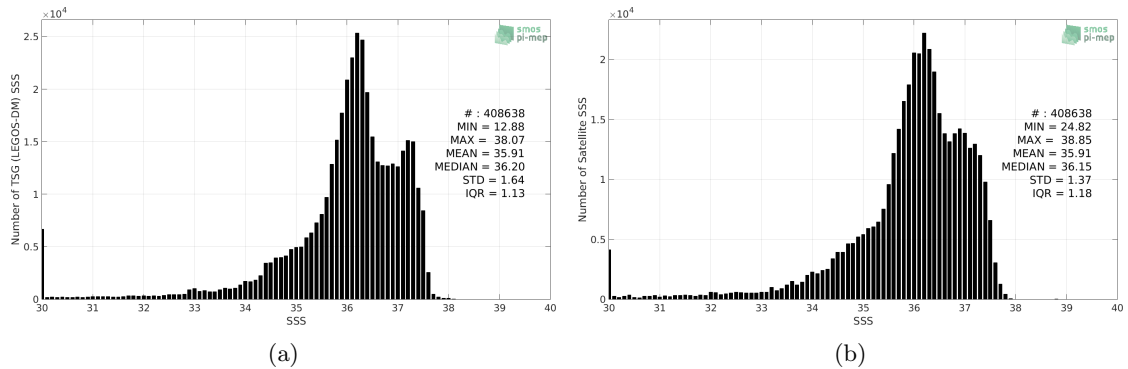 ×10⁴
smos
pi-mep
Number of TSG (LEGOS-DM) SSS
2.5
2
1.5
1
0.5
0
# : 408638
MIN = 12.88
MAX = 38.07
MEAN = 35.91
MEDIAN = 36.20
STD = 1.64
IQR = 1.13
30 31 32 33 34 35 36 37 38 39 40
SSS
(a)
×10⁴
smos
pi-mep
Number of Satellite SSS
2
1.5
1
0.5
0
# : 408638
MIN = 24.82
MAX = 38.85
MEAN = 35.91
MEDIAN = 36.15
STD = 1.37
IQR = 1.18
30 31 32 33 34 35 36 37 38 39 40
SSS
(b)